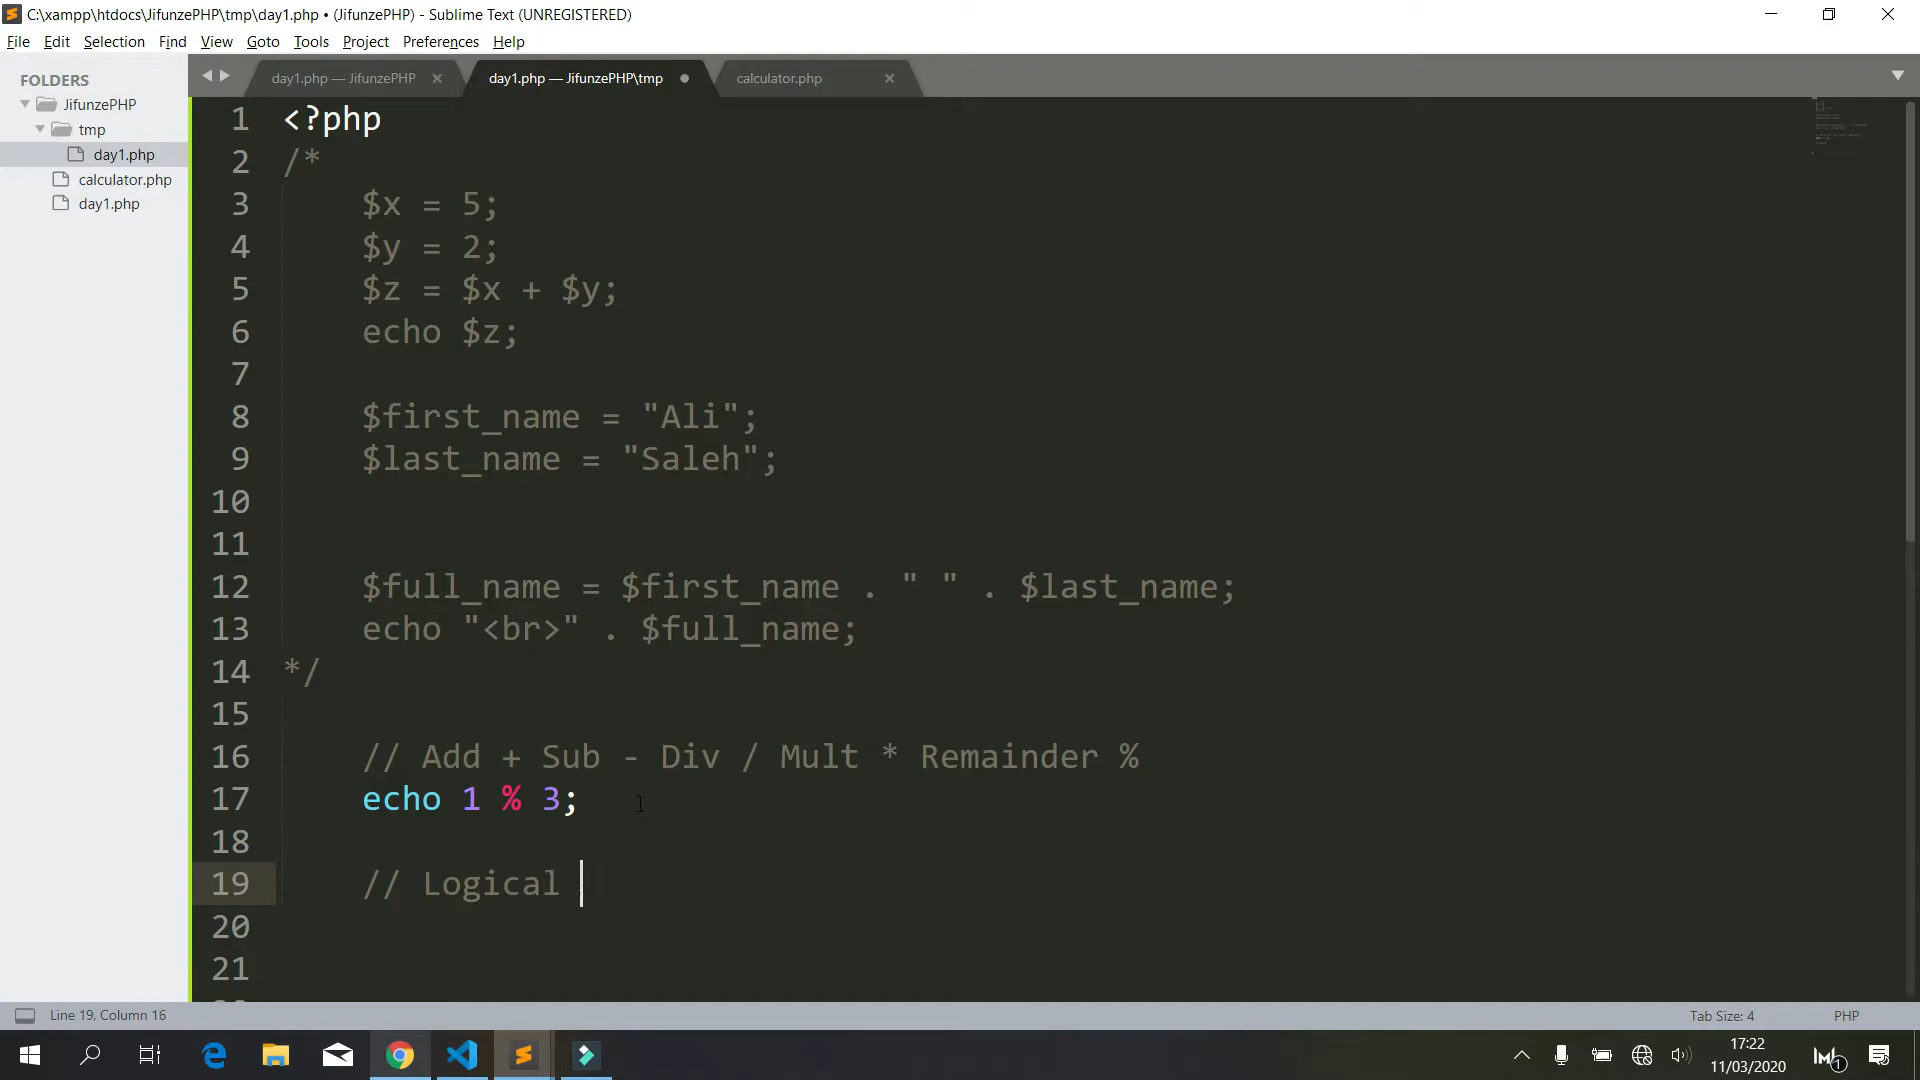 C:\xampp\htdocs\JifunzePHP\tmp\day1.php • (JifunzePHP) - Sublime Text (UNREGISTERED)
File Edit Selection Find View Goto Tools Project Preferences Help
FOLDERS
JifunzePHP
tmp
day1.php
calculator.php
day1.php
day1.php — JifunzePHP
day1.php — JifunzePHP\tmp
calculator.php
1 <?php
2 /*
3 $x = 5;
4 $y = 2;
5 $z = $x + $y;
6 echo $z;
7
8 $first_name = "Ali";
9 $last_name = "Saleh";
10
11
12 $full_name = $first_name . " " . $last_name;
13 echo "<br>" . $full_name;
14 */
15
16 // Add + Sub - Div / Mult * Remainder %
17 echo 1 % 3;
18
19 // Logical
20
21
Line 19, Column 16
Tab Size: 4
PHP
17:22
11/03/2020
1